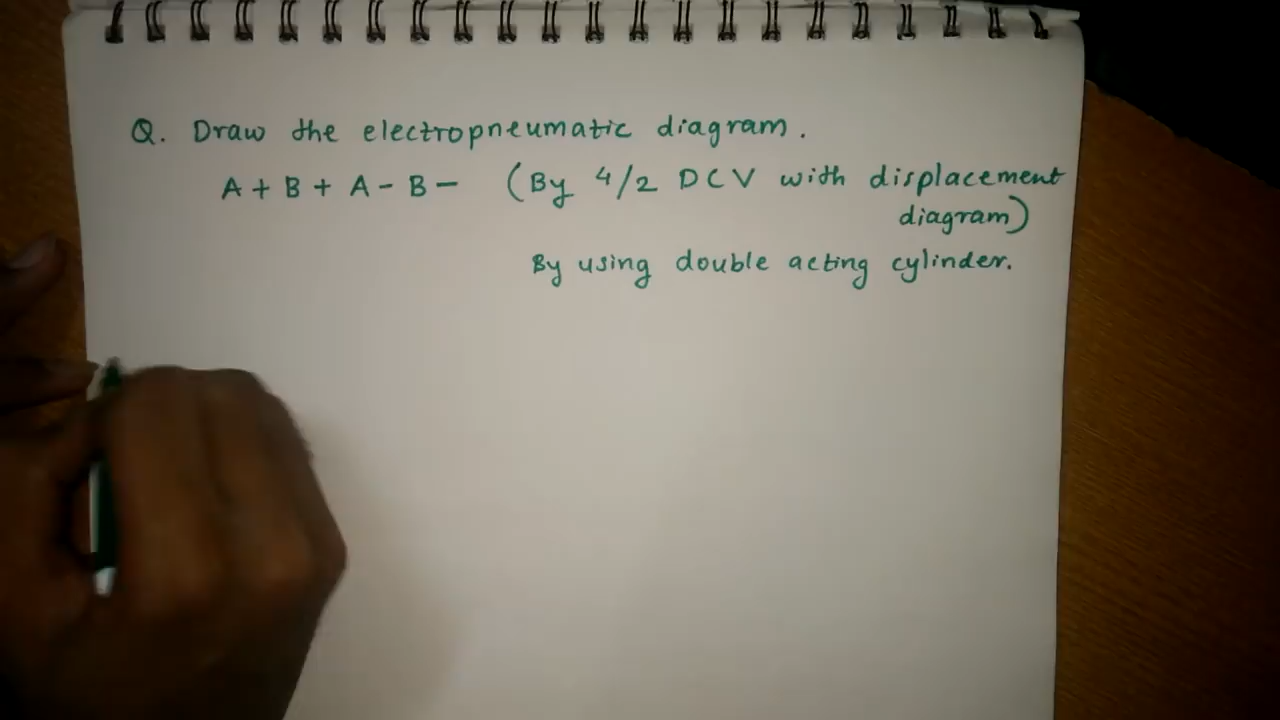 Q. Draw the electropneumatic diagram.
A + B + A - B - (By 4/2 DCV with displacement
diagram)
By using double acting cylinder.